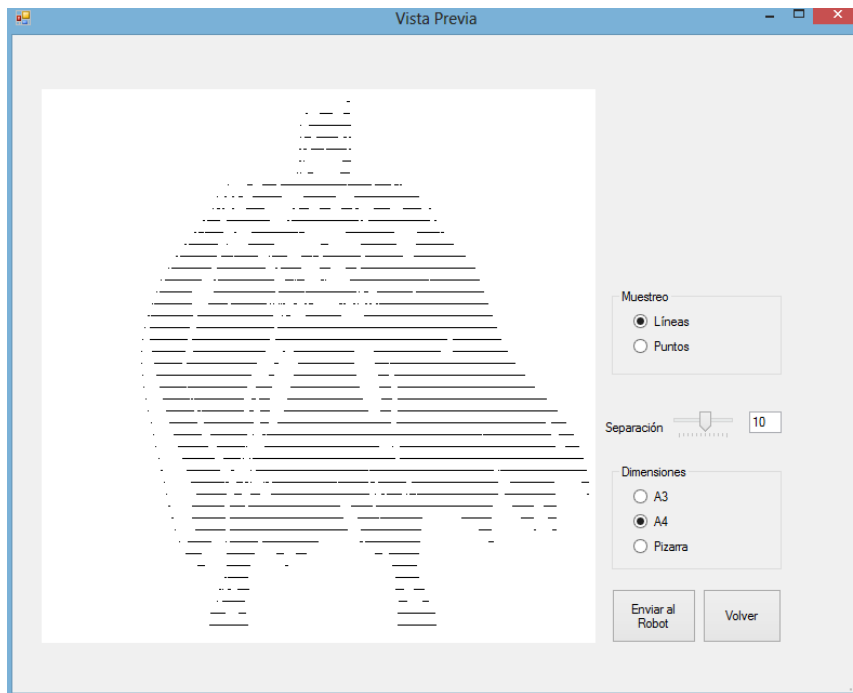 Vista Previa
Muestreo
Líneas
Puntos
Separación 10
Dimensiones
A3
A4
Pizarra
Enviar al
Robot
Volver